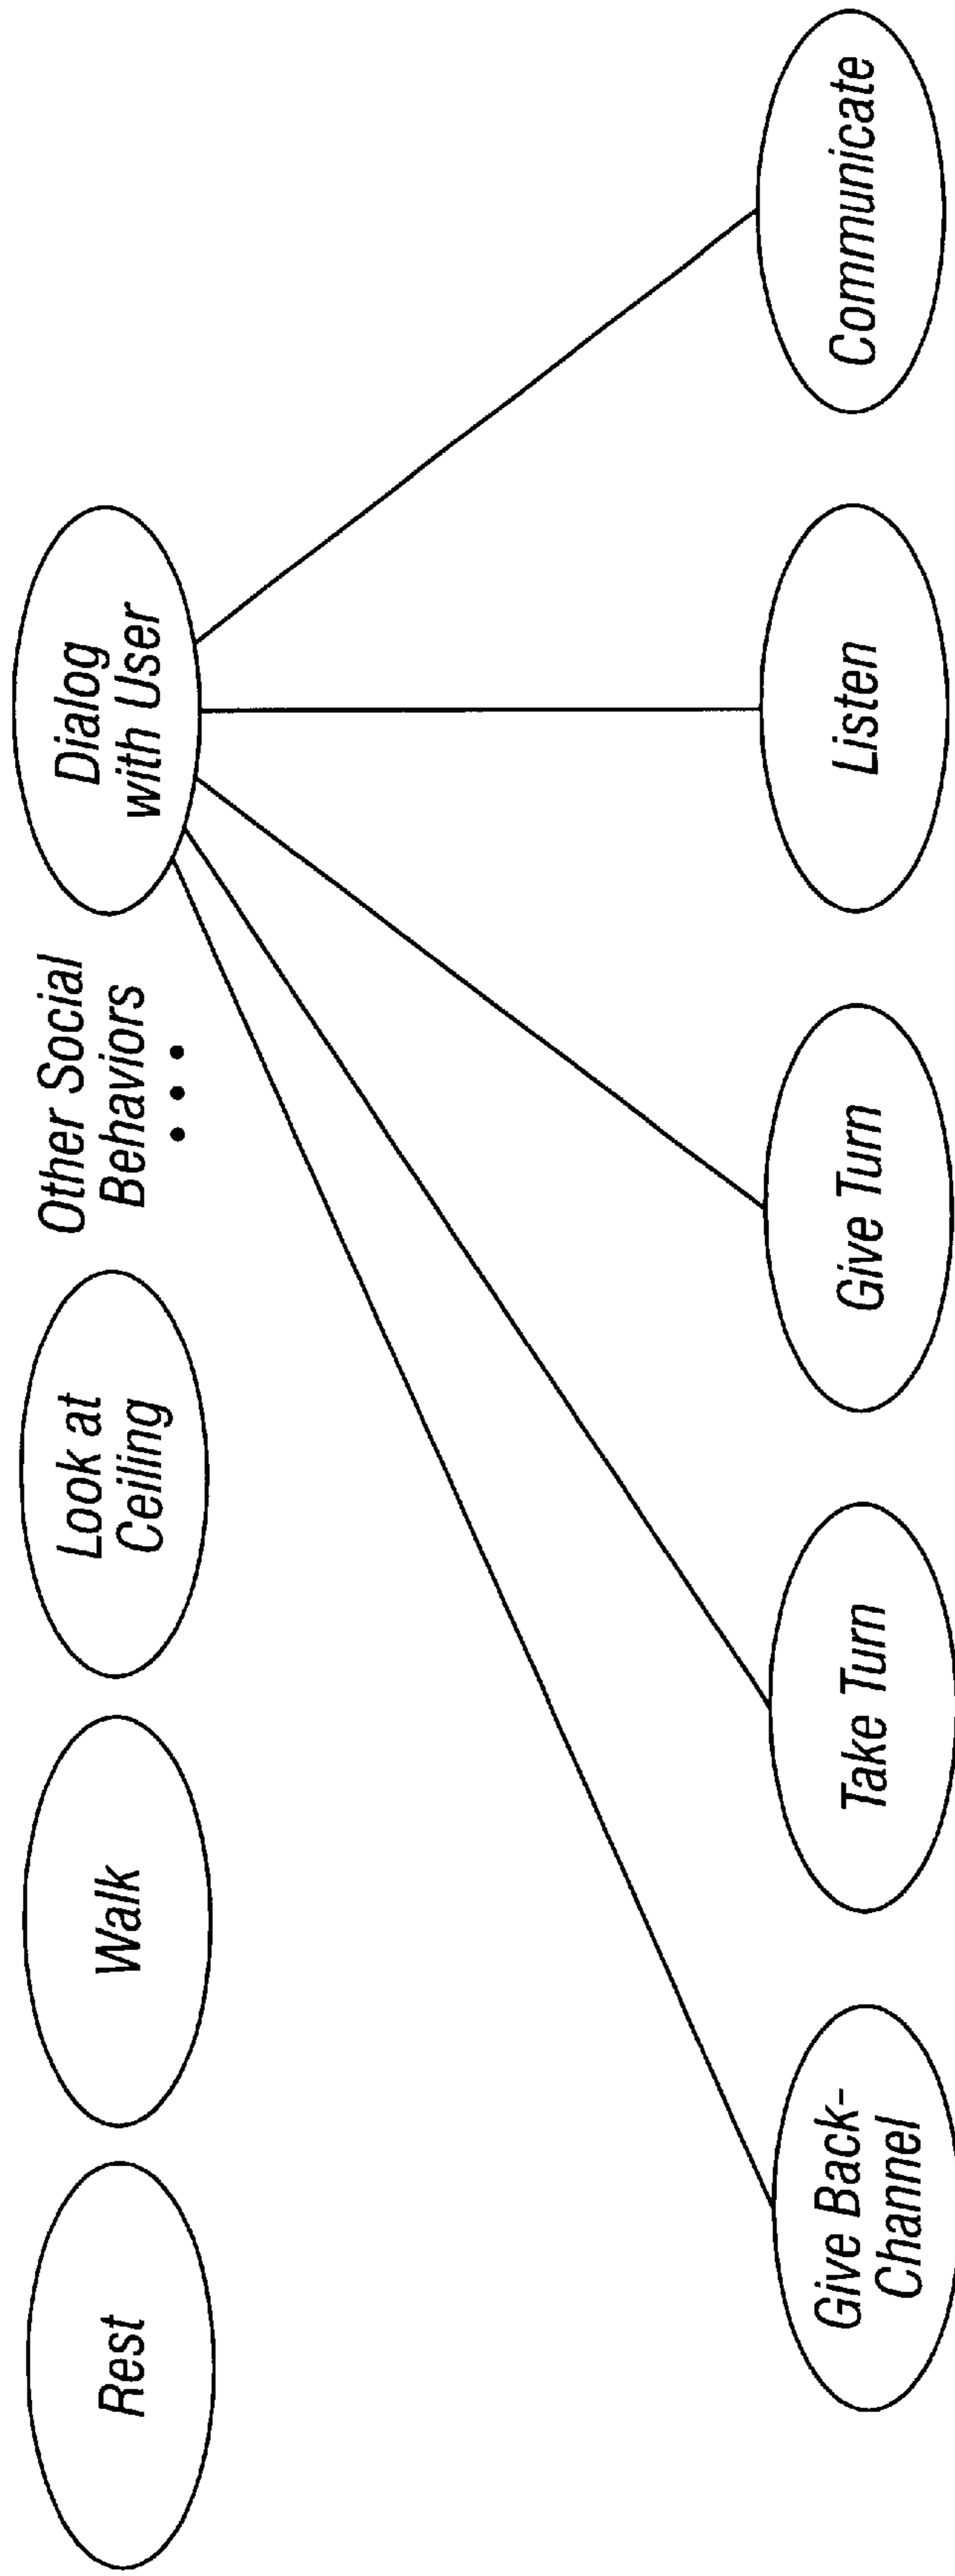 Rest
Walk
Look at
Ceiling
Other Social
Behaviors
• • •
Dialog
with User
Give Back-
Channel
Take Turn
Give Turn
Listen
Communicate